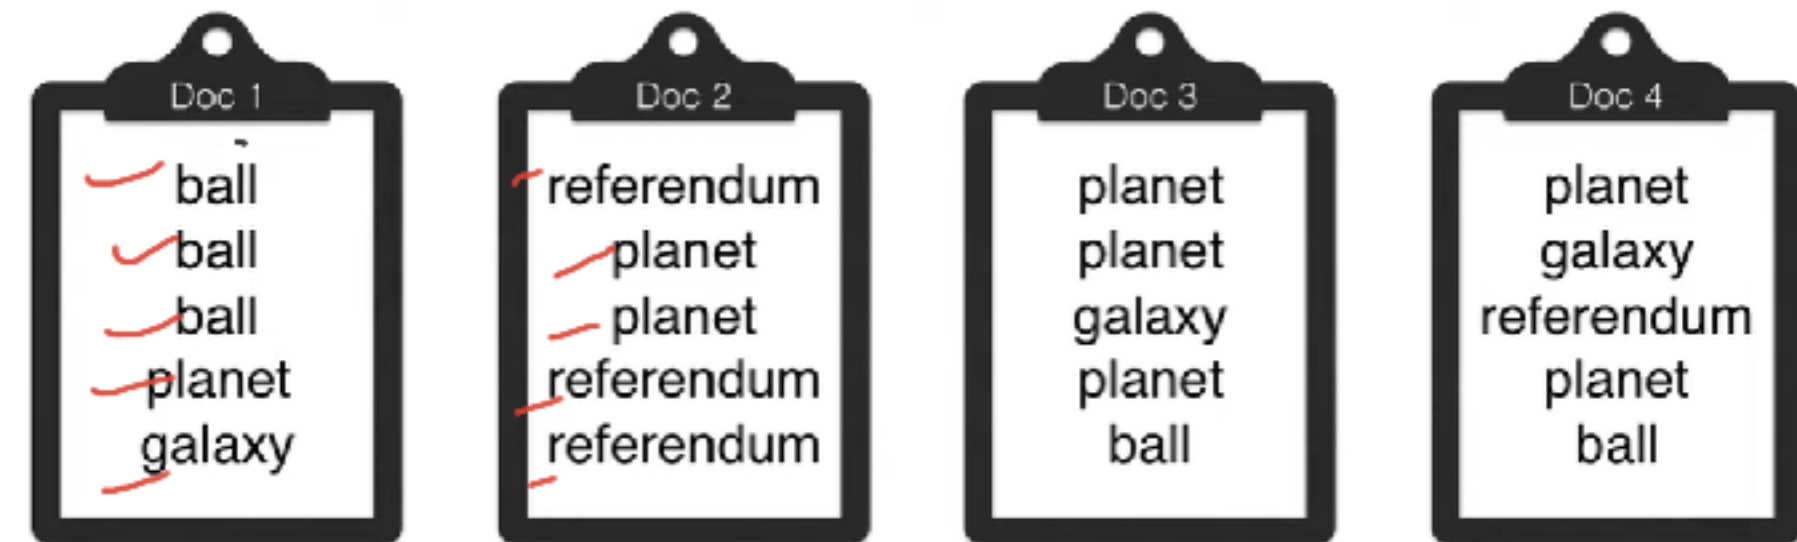 Doc 1
ball
ball
ball
planet
galaxy
Doc 2
referendum
planet
planet
referendum
referendum
Doc 3
planet
planet
galaxy
planet
ball
Doc 4
planet
galaxy
referendum
planet
ball